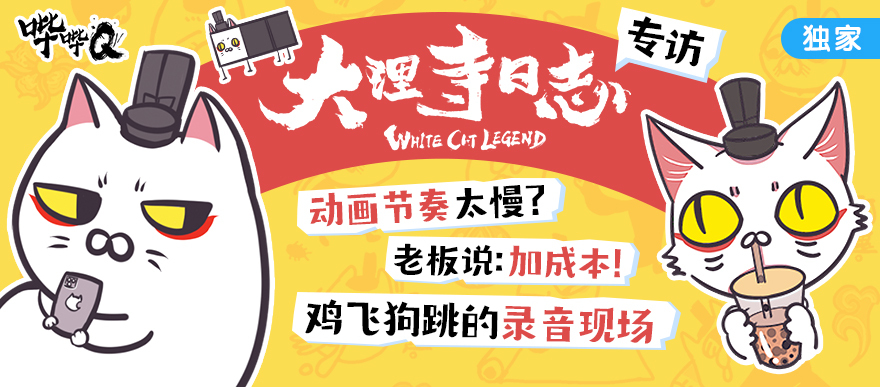 哔哔Q
大理寺日志
WHITE CAT LEGEND
专访
独家
动画节奏太慢?
老板说:加成本!
鸡飞狗跳的录音现场